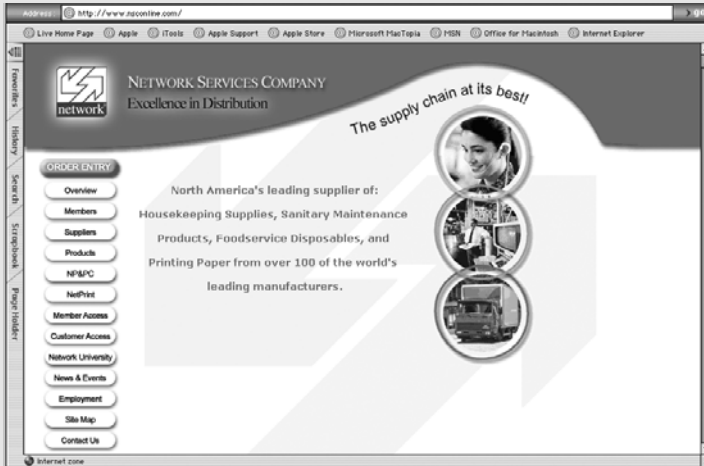 Address: http://www.nsconline.com/ go
Live Home Page Apple iTools Apple Support Apple Store Microsoft MacTopia MSN Office for Macintosh Internet Explorer
Favorites
History
Search
Scrapbook
Page Holder
network
NETWORK SERVICES COMPANY
Excellence in Distribution
The supply chain at its best!
ORDER ENTRY
Overview
Members
Suppliers
Products
NP&PC
NetPrint
Member Access
Customer Access
Network University
News & Events
Employment
Site Map
Contact Us
North America's leading supplier of:
Housekeeping Supplies, Sanitary Maintenance
Products, Foodservice Disposables, and
Printing Paper from over 100 of the world's
leading manufacturers.
Internet zone